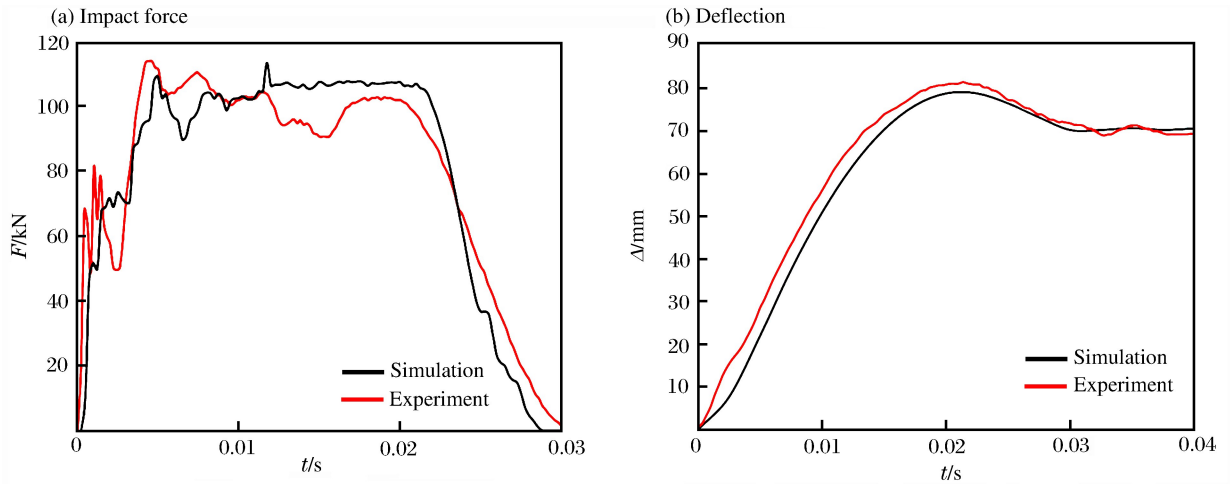 (a) Impact force
120
100
80
60
40
20
F/kN
0
0.01
0.02
0.03
t/s
Simulation
Experiment
(b) Deflection
90
80
70
60
50
40
30
20
10
Δ/mm
0
0.01
0.02
0.03
0.04
t/s
Simulation
Experiment